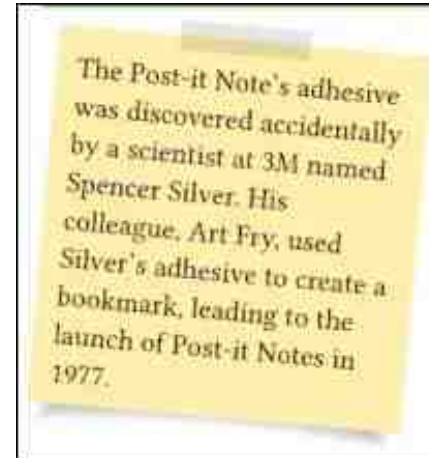 The Post-it Note's adhesive
was discovered accidentally
by a scientist at 3M named
Spencer Silver. His
colleague, Art Fry, used
Silver's adhesive to create a
bookmark, leading to the
launch of Post-it Notes in
1977.